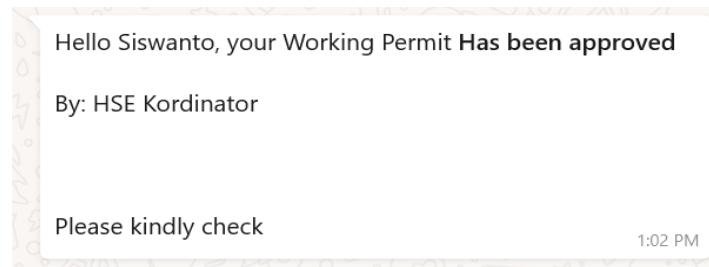 Hello Siswanto, your Working Permit Has been approved
By: HSE Kordinator
Please kindly check
1:02 PM